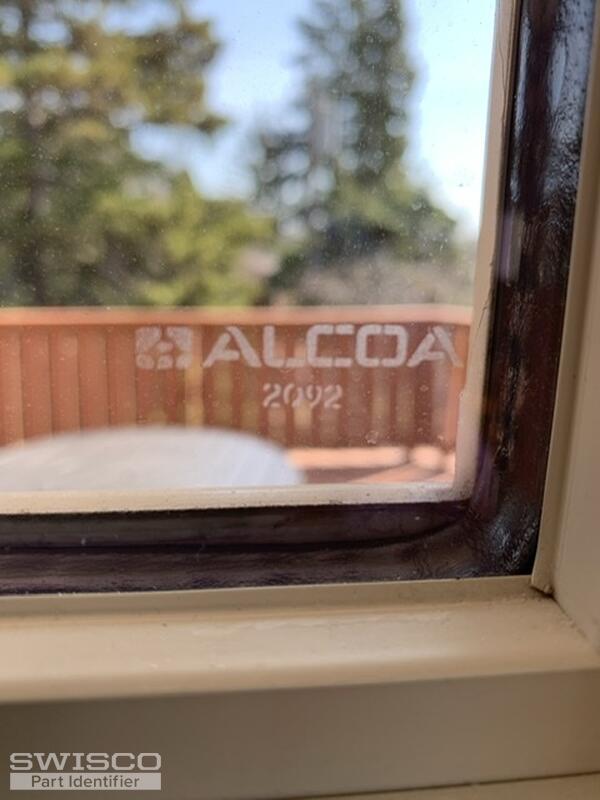 ALCOA
2092
SWISCO
Part Identifier